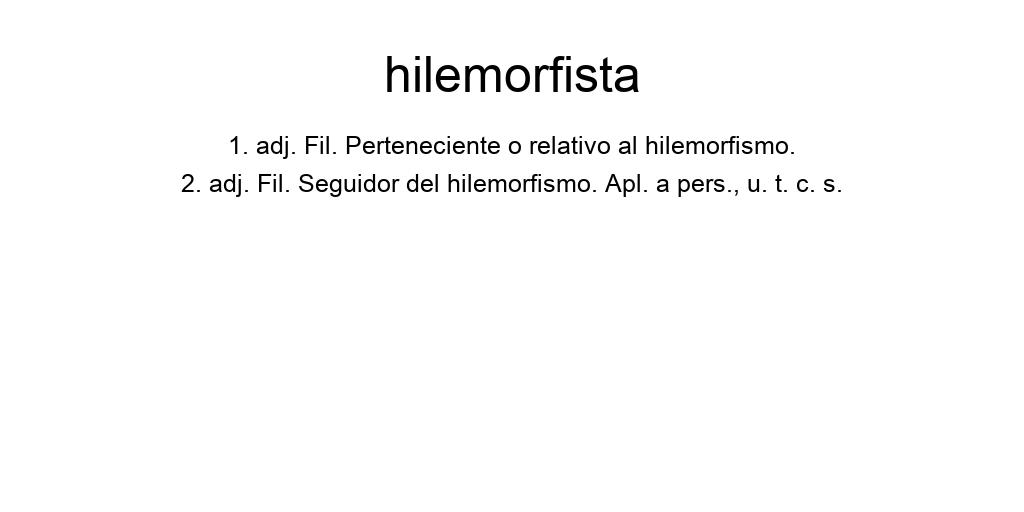 hilemorfista
1. adj. Fil. Perteneciente o relativo al hilemorfismo.
2. adj. Fil. Seguidor del hilemorfismo. Apl. a pers., u. t. c. s.